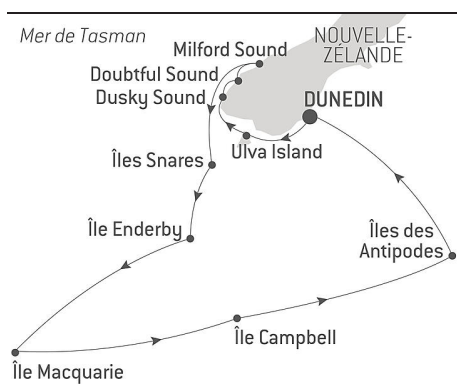 Mer de Tasman
NOUVELLE-
ZÉLANDE
Milford Sound
Doubtful Sound
Dusky Sound
DUNEDIN
Ulva Island
Îles Snares
Île Enderby
Îles des
Antipodes
Île Campbell
Île Macquarie